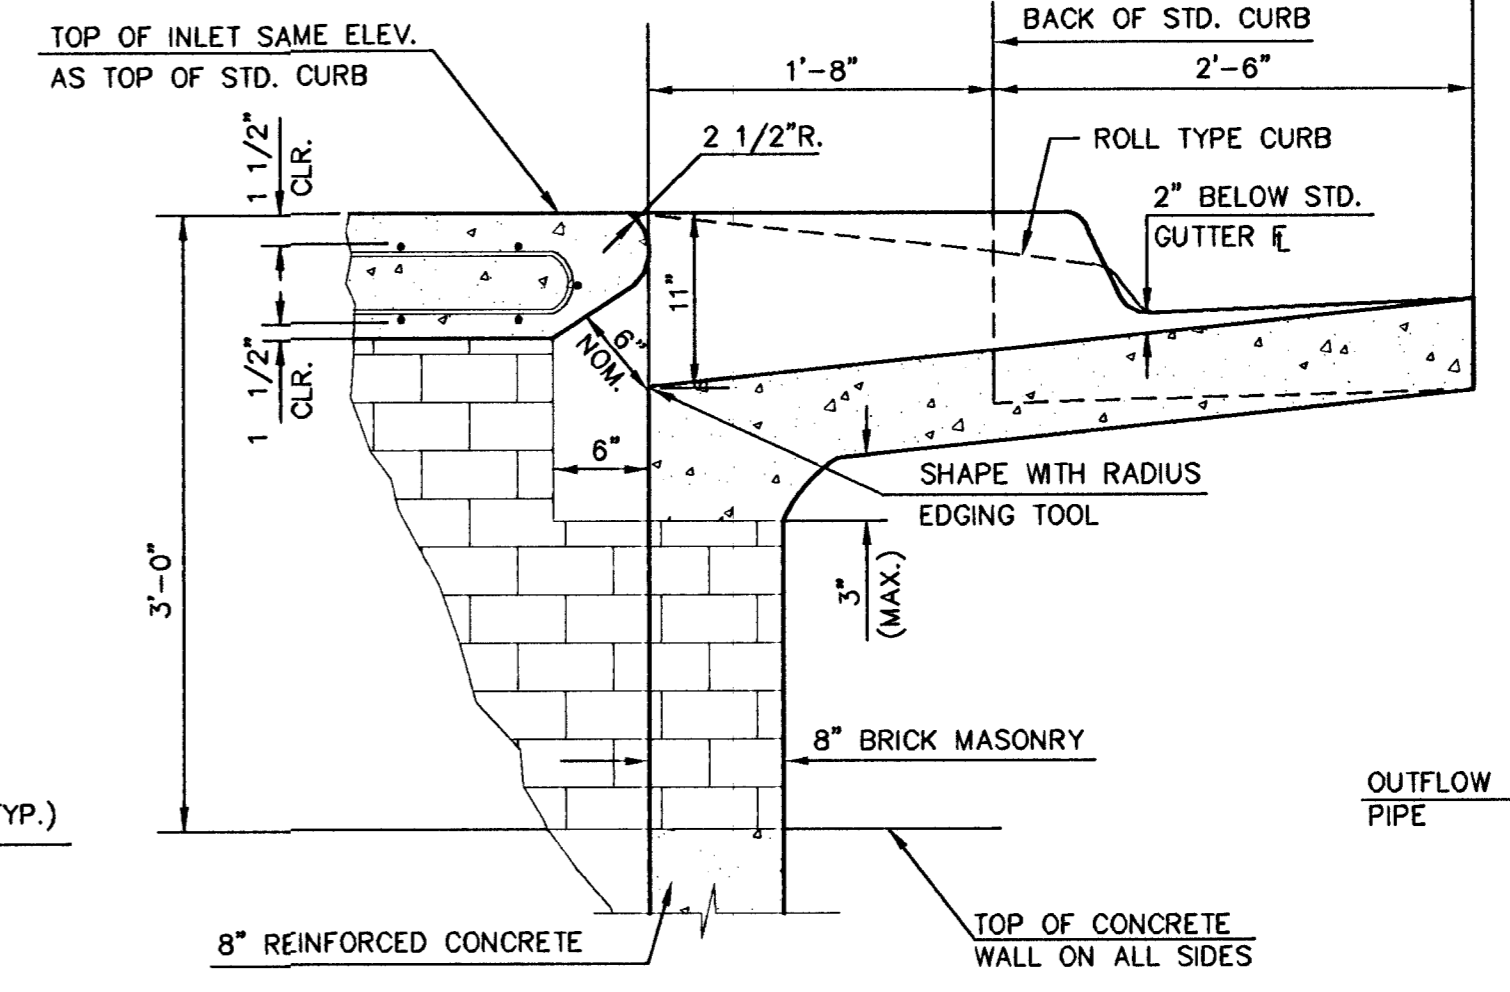 TOP OF INLET SAME ELEV.
AS TOP OF STD. CURB
BACK OF STD. CURB
1'-8"
2'-6"
1 1/2"
CLR.
2 1/2"R.
ROLL TYPE CURB
2" BELOW STD.
GUTTER FL
11"
6"
NOM.
1 1/2"
CLR.
6"
SHAPE WITH RADIUS
EDGING TOOL
3'-0"
3"
(MAX.)
8" BRICK MASONRY
YP.)
OUTFLOW
PIPE
8" REINFORCED CONCRETE
TOP OF CONCRETE
WALL ON ALL SIDES